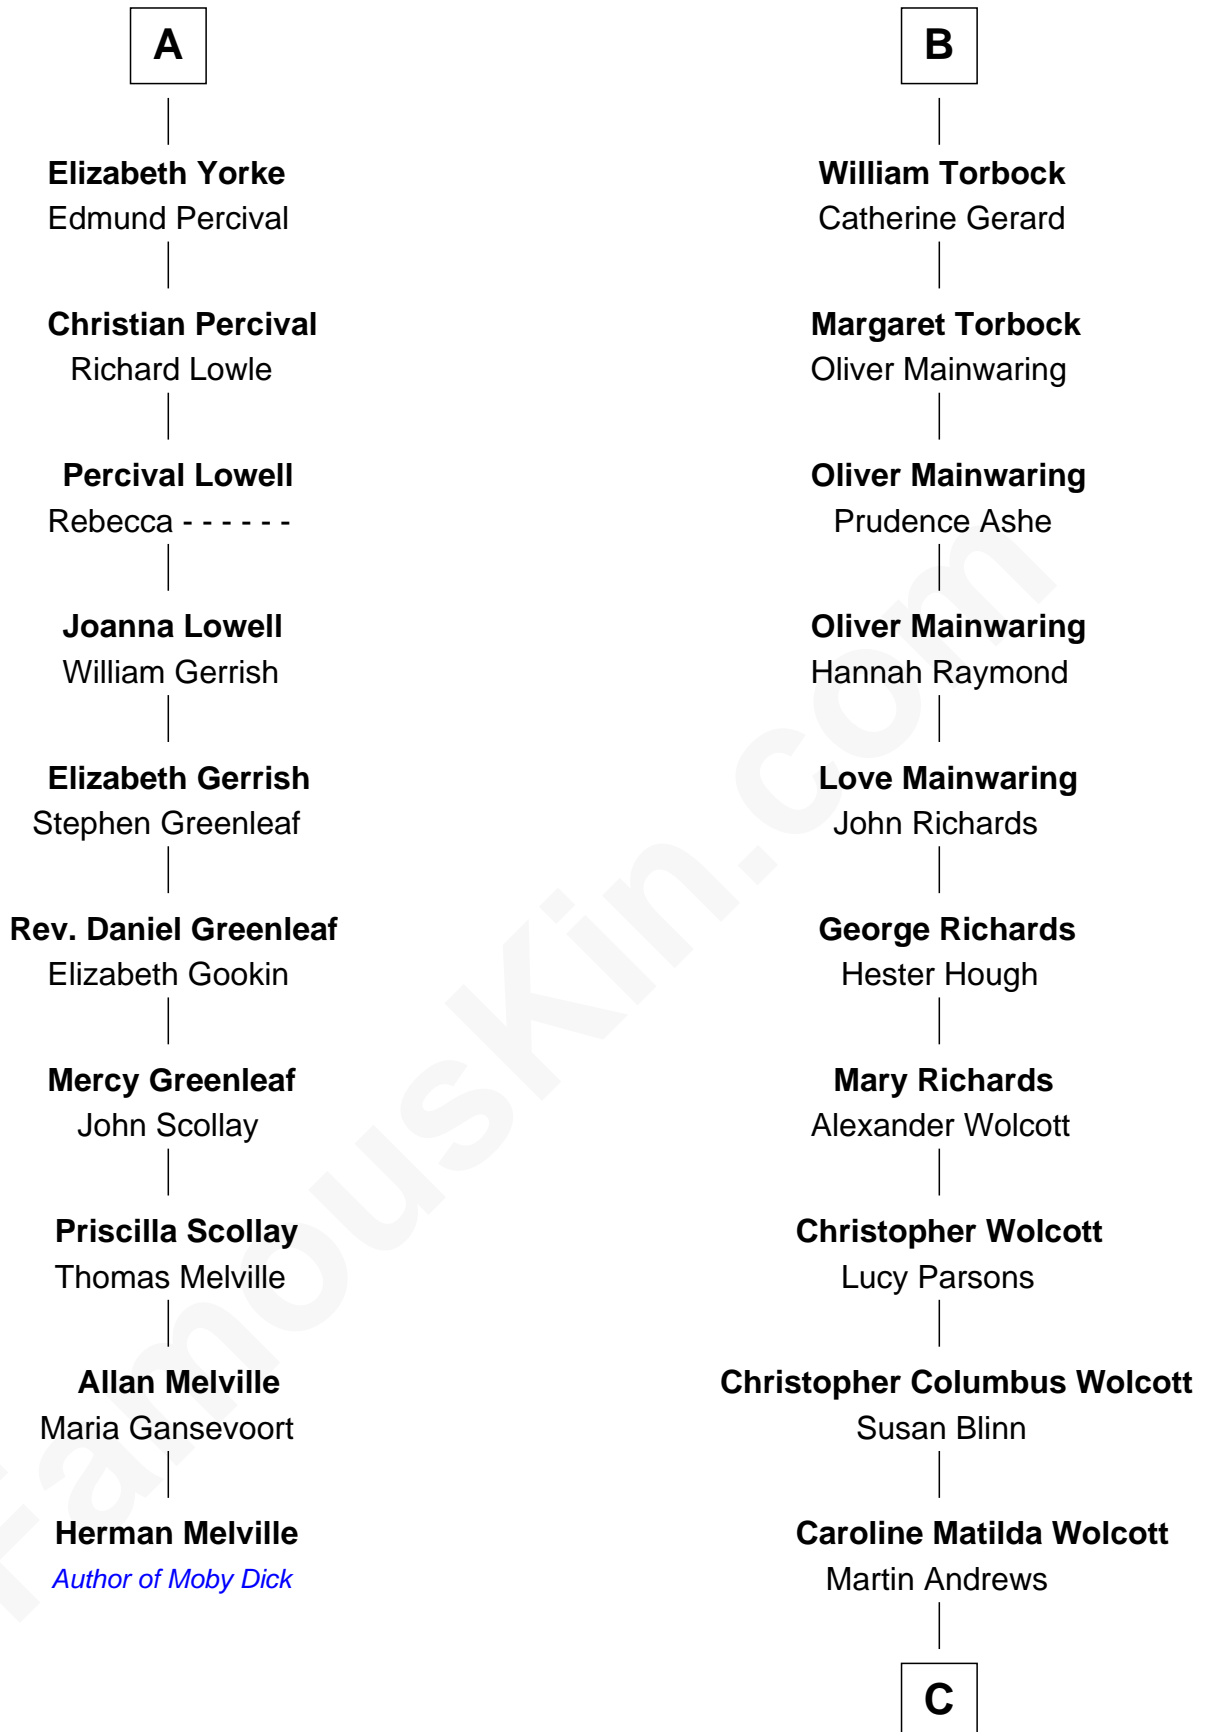 A
Elizabeth Yorke
Edmund Percival
Christian Percival
Richard Lowle
Percival Lowell
Rebecca - - - - - -
Joanna Lowell
William Gerrish
Elizabeth Gerrish
Stephen Greenleaf
Rev. Daniel Greenleaf
Elizabeth Gookin
Mercy Greenleaf
John Scollay
Priscilla Scollay
Thomas Melville
Allan Melville
Maria Gansevoort
Herman Melville
Author of Moby Dick
B
William Torbock
Catherine Gerard
Margaret Torbock
Oliver Mainwaring
Oliver Mainwaring
Prudence Ashe
Oliver Mainwaring
Hannah Raymond
Love Mainwaring
John Richards
George Richards
Hester Hough
Mary Richards
Alexander Wolcott
Christopher Wolcott
Lucy Parsons
Christopher Columbus Wolcott
Susan Blinn
Caroline Matilda Wolcott
Martin Andrews
C
FamousKin.com